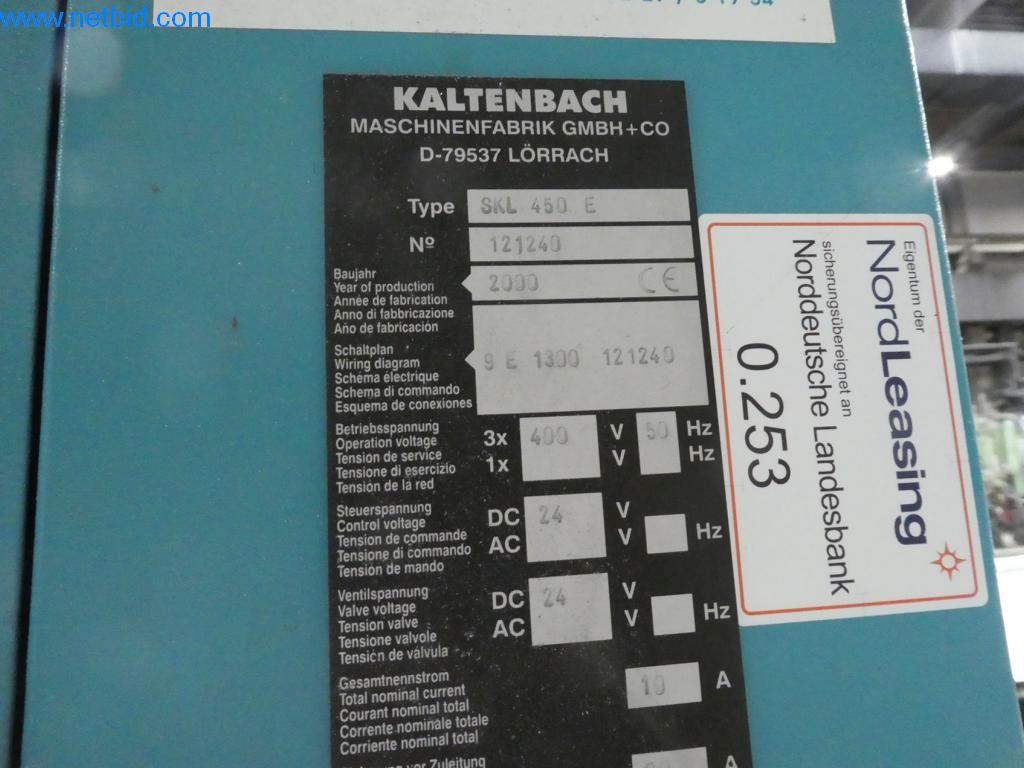 www.netbid.com
KALTENBACH
MASCHINENFABRIK GMBH+CO
D-79537 LÖRRACH
Type SKL 450 E
Nº 121240
Baujahr
Year of production 2000 CE
Année de fabrication
Anno di fabbricazione
Año de fabricación
Schaltplan
Wiring diagram 9 E 1300 121240
Schéma électrique
Schema di commando
Esquema de conexiones
Betriebsspannung
Operation voltage 3x 400 V 50 Hz
Tension de service 1x V Hz
Tensione di esercizio
Tensión de la red
Steuerspannung
Control voltage DC 24 V
Tension de commande AC V Hz
Tensione di commando
Tensión de mando
Ventilspannung
Valve voltage DC 24 V
Tension valve AC V Hz
Tensione valvole
Tensión de válvula
Gesamtnennstrom
Total nominal current 10 A
Courant nominal total
Corrente nominale totale
Corriente nominal total
vor Zuleitung A
Eigentum der
NordLeasing
sicherungsübereignet an
Norddeutsche Landesbank
0.253